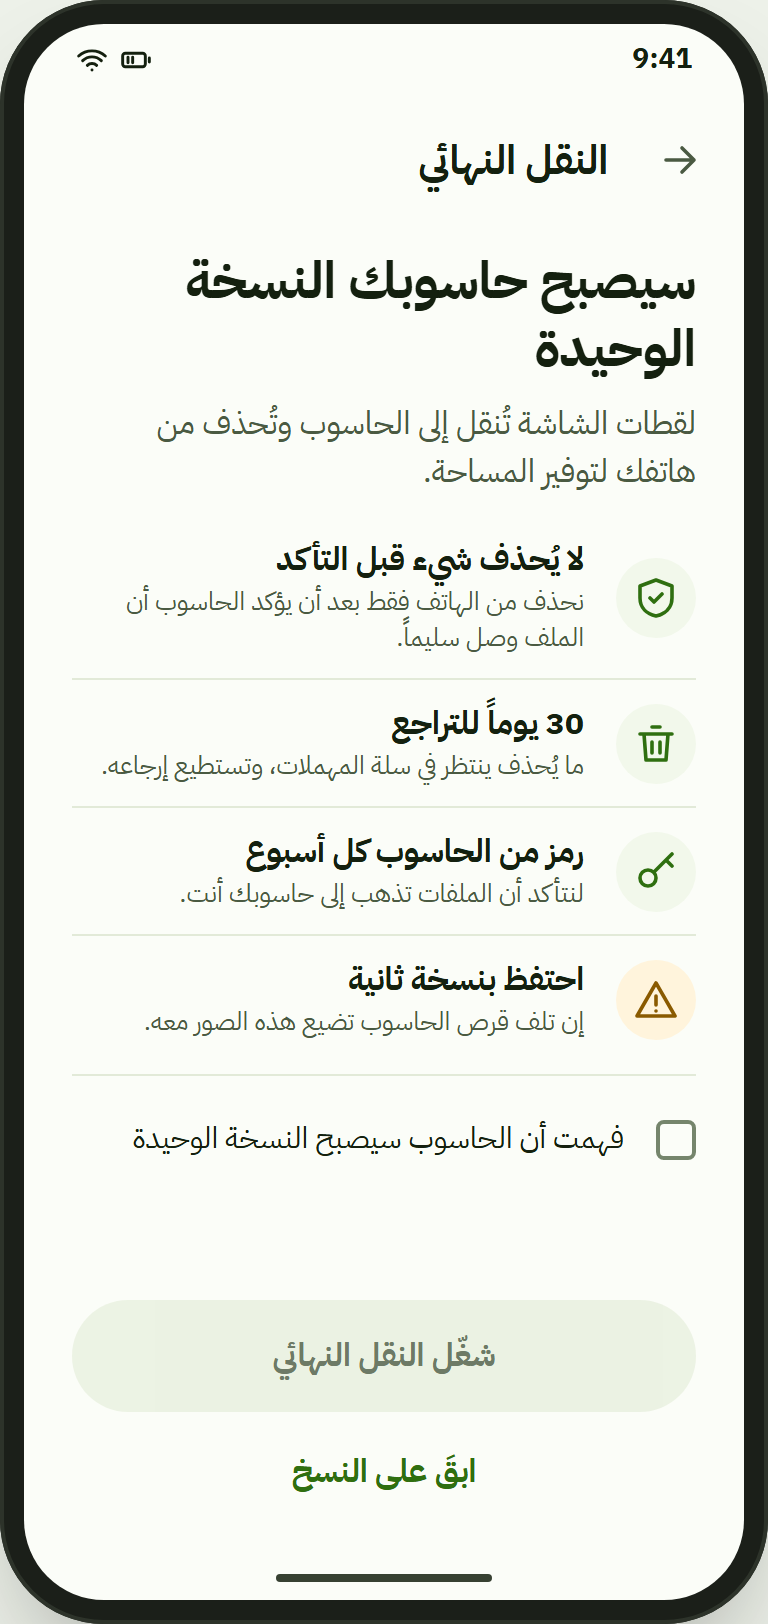 9:41
النقل النهائي
سيصبح حاسوبك النسخة
الوحيدة
لقطات الشاشة تُنقل إلى الحاسوب وتُحذف من
هاتفك لتوفير المساحة.
لا يُحذف شيء قبل التأكد
نحذف من الهاتف فقط بعد أن يؤكد الحاسوب أن
الملف وصل سليماً.
30 يوماً للتراجع
ما يُحذف ينتظر في سلة المهملات، وتستطيع إرجاعه.
رمز من الحاسوب كل أسبوع
لنتأكد أن الملفات تذهب إلى حاسوبك أنت.
احتفظ بنسخة ثانية
إن تلف قرص الحاسوب تضيع هذه الصور معه.
فهمت أن الحاسوب سيصبح النسخة الوحيدة
شغّل النقل النهائي
ابقَ على النسخ